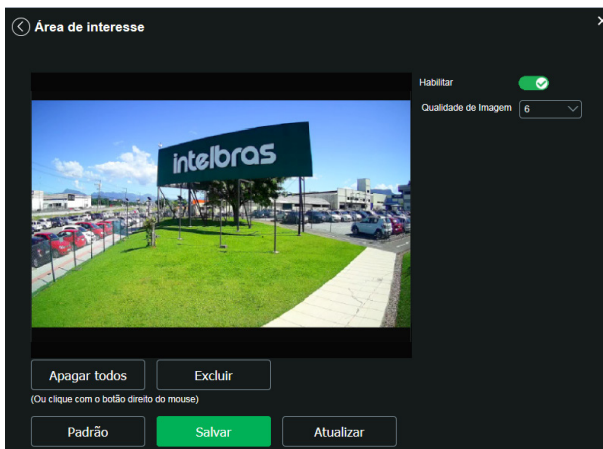 Área de interesse
Habilitar
Qualidade de Imagem 6
intelbras
Apagar todos Excluir
(Ou clique com o botão direito do mouse)
Padrão Salvar Atualizar